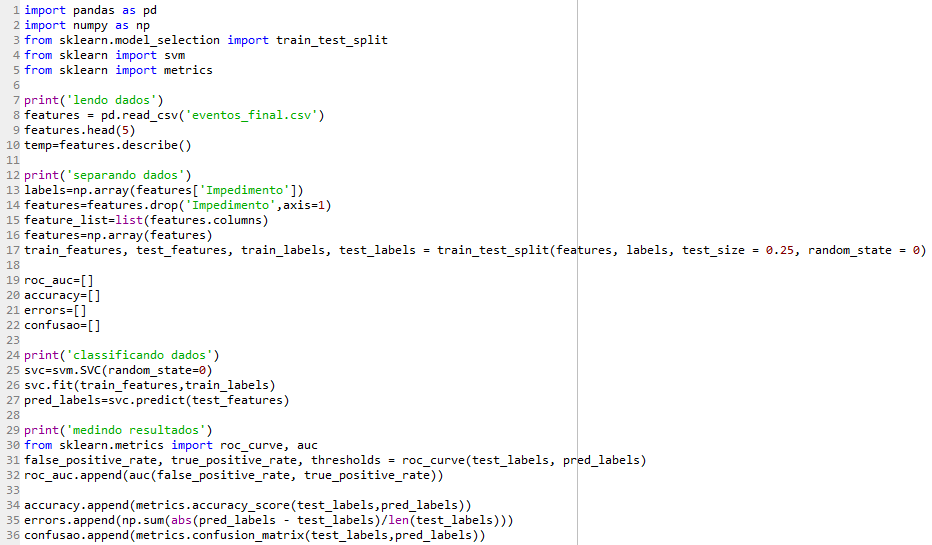 1 import pandas as pd
2 import numpy as np
3 from sklearn.model_selection import train_test_split
4 from sklearn import svm
5 from sklearn import metrics
6
7 print('lendo dados')
8 features = pd.read_csv('eventos_final.csv')
9 features.head(5)
10 temp=features.describe()
11
12 print('separando dados')
13 labels=np.array(features['Impedimento'])
14 features=features.drop('Impedimento',axis=1)
15 feature_list=list(features.columns)
16 features=np.array(features)
17 train_features, test_features, train_labels, test_labels = train_test_split(features, labels, test_size = 0.25, random_state = 0)
18
19 roc_auc=[]
20 accuracy=[]
21 errors=[]
22 confusao=[]
23
24 print('classificando dados')
25 svc=svm.SVC(random_state=0)
26 svc.fit(train_features,train_labels)
27 pred_labels=svc.predict(test_features)
28
29 print('medindo resultados')
30 from sklearn.metrics import roc_curve, auc
31 false_positive_rate, true_positive_rate, thresholds = roc_curve(test_labels, pred_labels)
32 roc_auc.append(auc(false_positive_rate, true_positive_rate))
33
34 accuracy.append(metrics.accuracy_score(test_labels,pred_labels))
35 errors.append(np.sum(abs(pred_labels - test_labels)/len(test_labels)))
36 confusao.append(metrics.confusion_matrix(test_labels,pred_labels))